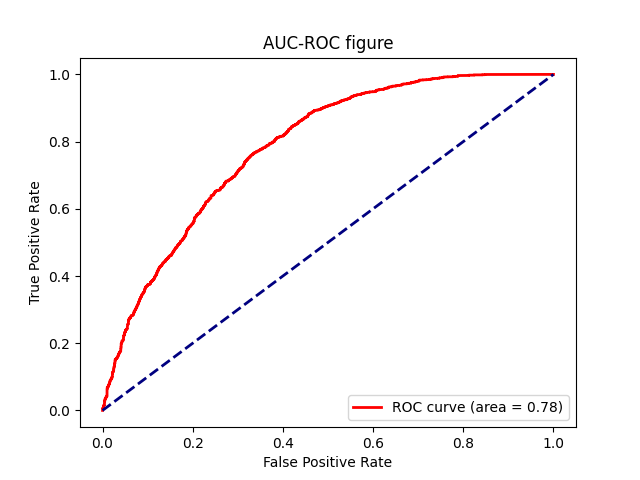 AUC-ROC figure
True Positive Rate
1.0
0.8
0.6
0.4
0.2
0.0
ROC curve (area = 0.78)
0.0 0.2 0.4 0.6 0.8 1.0
False Positive Rate